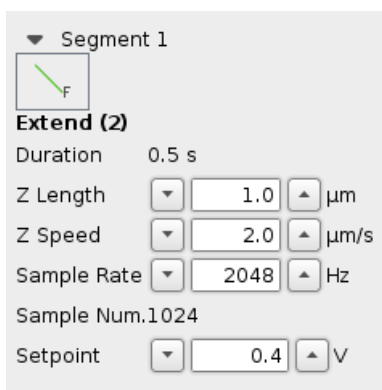 Segment 1
F
Extend (2)
Duration 0.5 s
Z Length 1.0 µm
Z Speed 2.0 µm/s
Sample Rate 2048 Hz
Sample Num.1024
Setpoint 0.4 V